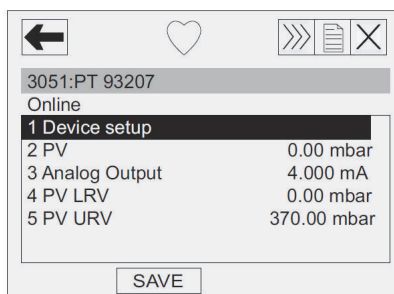 3051:PT 93207
Online
1 Device setup
2 PV 0.00 mbar
3 Analog Output 4.000 mA
4 PV LRV 0.00 mbar
5 PV URV 370.00 mbar
SAVE